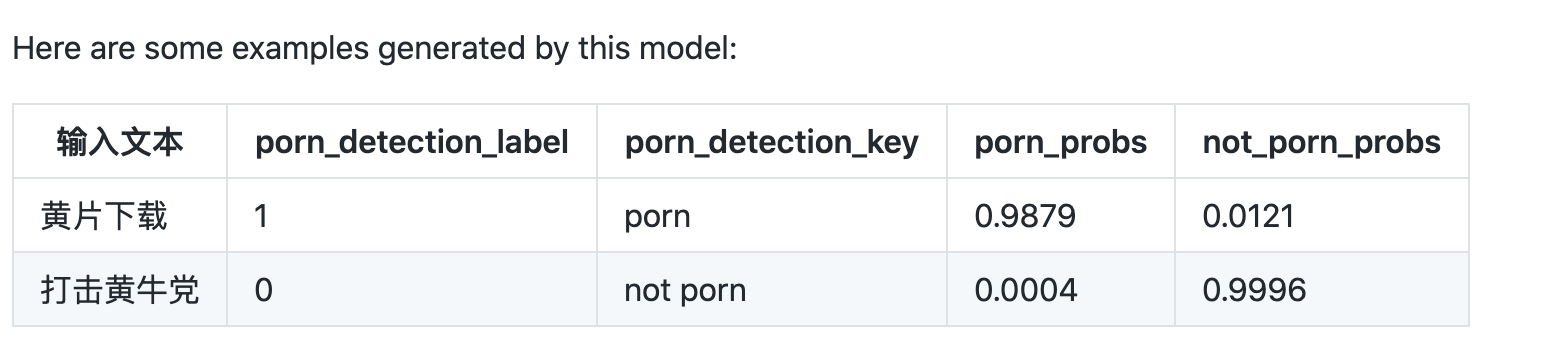 Here are some examples generated by this model:
输入文本 porn_detection_label porn_detection_key porn_probs not_porn_probs
黄片下载 1 porn 0.9879 0.0121
打击黄牛党 0 not porn 0.0004 0.9996